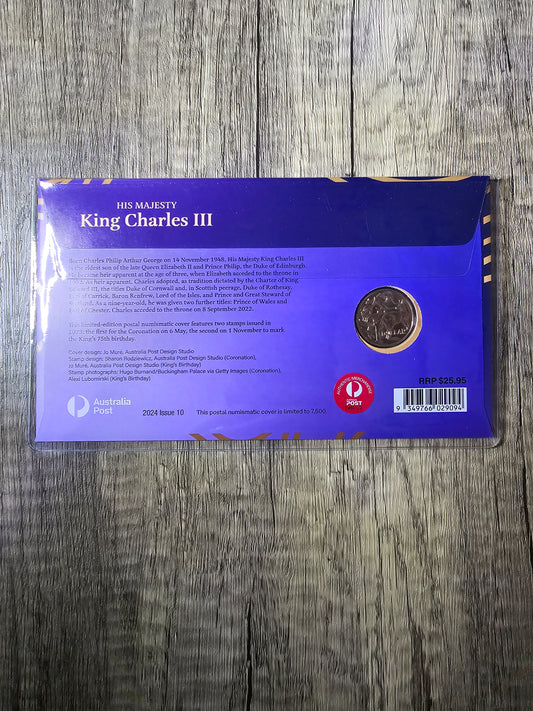 HIS MAJESTY
King Charles III
Born Charles Philip Arthur George on 14 November 1948, His Majesty King Charles III
is the eldest son of the late Queen Elizabeth II and Prince Philip, the Duke of Edinburgh.
He became heir apparent at the age of three, when Elizabeth acceded to the throne in
1952. As heir apparent, Charles adopted, as tradition dictated by the Charter of King
Edward III, the titles Duke of Cornwall and, in Scottish peerage, Duke of Rothesay,
Earl of Carrick, Baron Renfrew, Lord of the Isles, and Prince and Great Steward of
Scotland. As a nine-year-old, he was given two further titles: Prince of Wales and
Earl of Chester. Charles acceded to the throne on 8 September 2022.
This limited-edition postal numismatic cover features two stamps issued in
2023, the first for the Coronation on 6 May, the second on 1 November to mark
the King's 75th birthday.
Cover design: Jo Muré, Australia Post Design Studio
Stamp design: Sharon Rodziewicz, Australia Post Design Studio (Coronation),
Jo Muré, Australia Post Design Studio (King's Birthday)
Stamp photographs: Hugo Burnand/Buckingham Palace via Getty Images (Coronation),
Alexi Lubomirski (King's Birthday)
Australia
Post
2024 Issue 10
This postal numismatic cover is limited to 7,500
DOLLAR
AUTHENTIC MERCHANDISE
POST
RRP $25.95
9 349766 029094